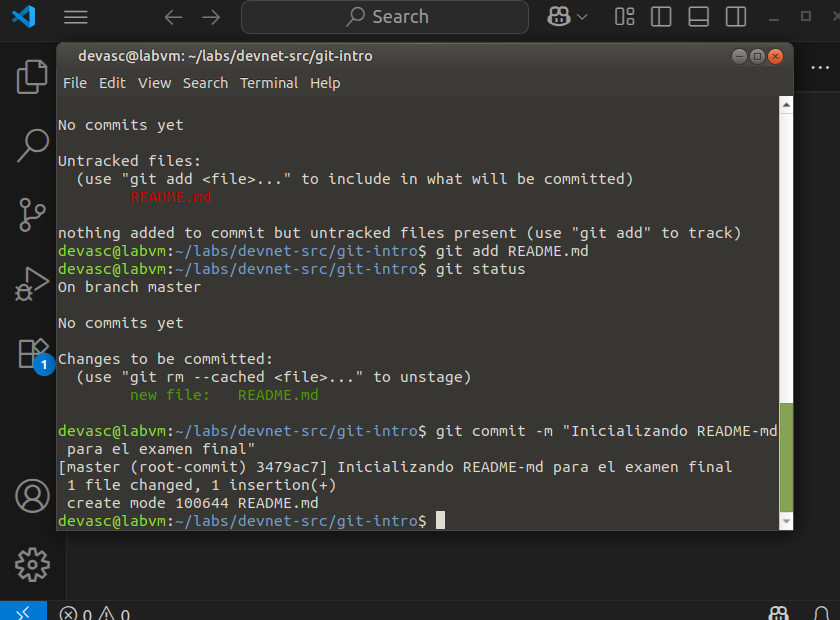 Search
devasc@labvm: ~/labs/devnet-src/git-intro
File Edit View Search Terminal Help
No commits yet
Untracked files:
(use "git add <file>..." to include in what will be committed)
README.md
nothing added to commit but untracked files present (use "git add" to track)
devasc@labvm:~/labs/devnet-src/git-intro$ git add README.md
devasc@labvm:~/labs/devnet-src/git-intro$ git status
On branch master
No commits yet
Changes to be committed:
(use "git rm --cached <file>..." to unstage)
new file:   README.md
1
devasc@labvm:~/labs/devnet-src/git-intro$ git commit -m "Inicializando README-md
para el examen final"
[master (root-commit) 3479ac7] Inicializando README-md para el examen final
1 file changed, 1 insertion(+)
create mode 100644 README.md
devasc@labvm:~/labs/devnet-src/git-intro$
0 0